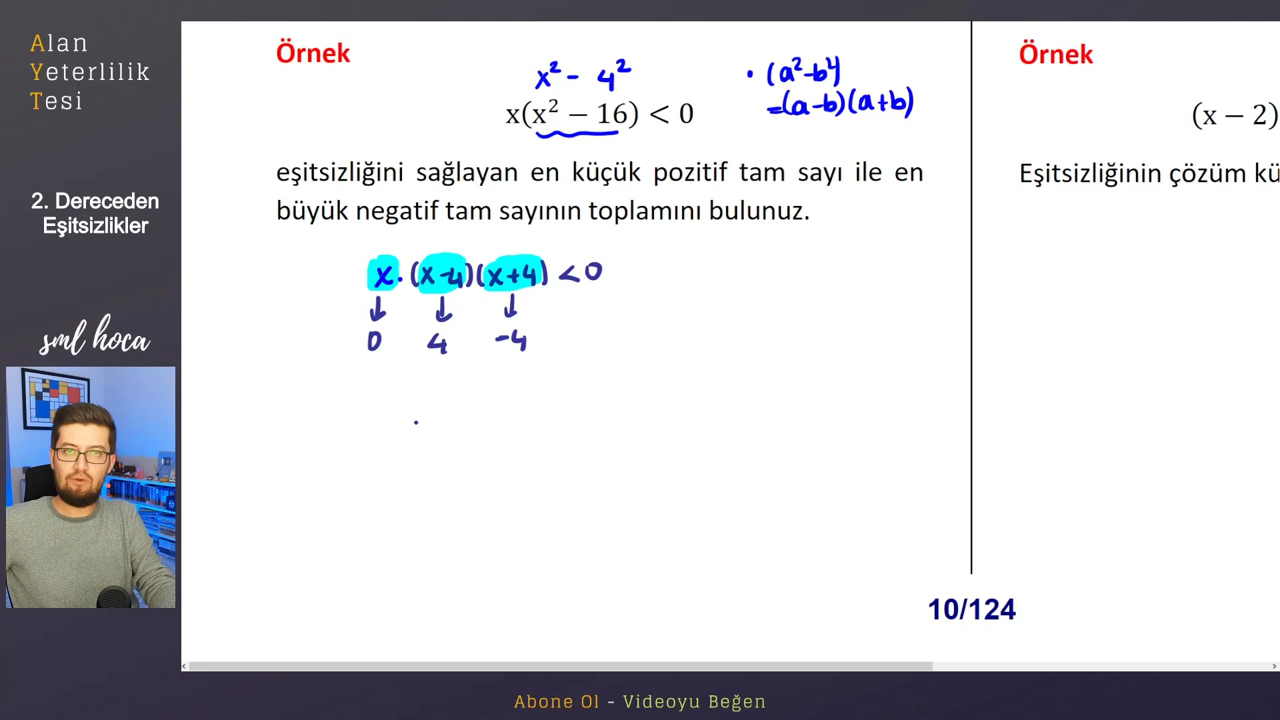 Alan
Yeterlilik
Tesi
2. Dereceden
Eşitsizlikler
sml hoca
Örnek
x² - 4²
x(x² − 16) < 0
• (a²-b²)
=(a-b)(a+b)
eşitsizliğini sağlayan en küçük pozitif tam sayı ile en
büyük negatif tam sayının toplamını bulunuz.
x.(x-4)(x+4) <0
↓ ↓ ↓
0 4 -4
10/124
Örnek
(x − 2)
Eşitsizliğinin çözüm kü
Abone Ol - Videoyu Beğen